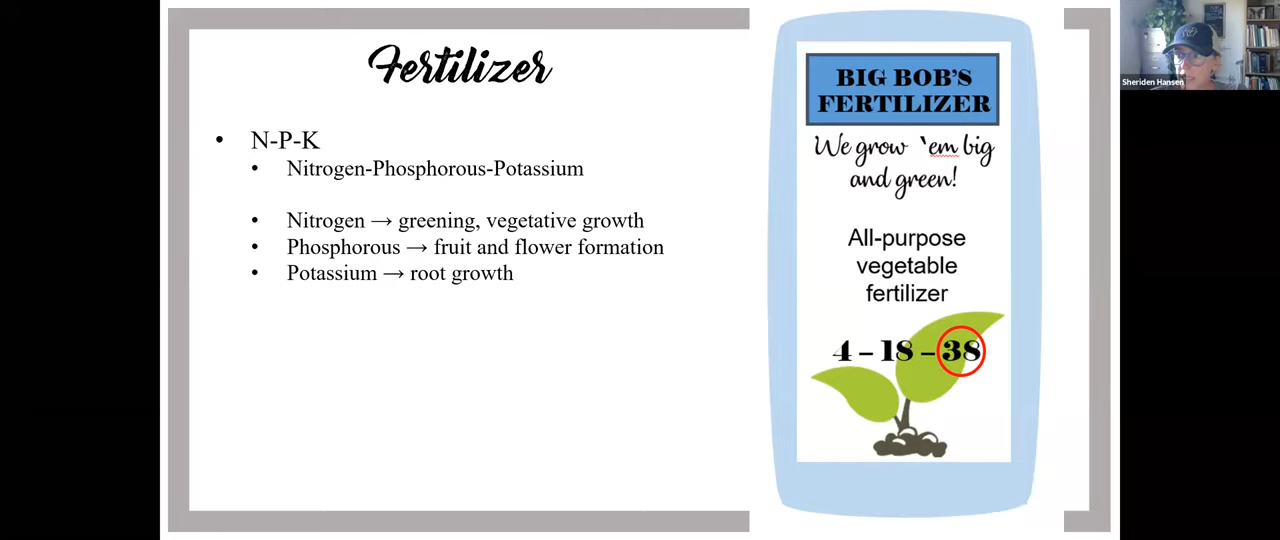 Fertilizer
N-P-K
Nitrogen-Phosphorous-Potassium
Nitrogen → greening, vegetative growth
Phosphorous → fruit and flower formation
Potassium → root growth
BIG BOB'S
FERTILIZER
We grow 'em big
and green!
All-purpose
vegetable
fertilizer
4 – 18 – 38
Sheriden Hansen